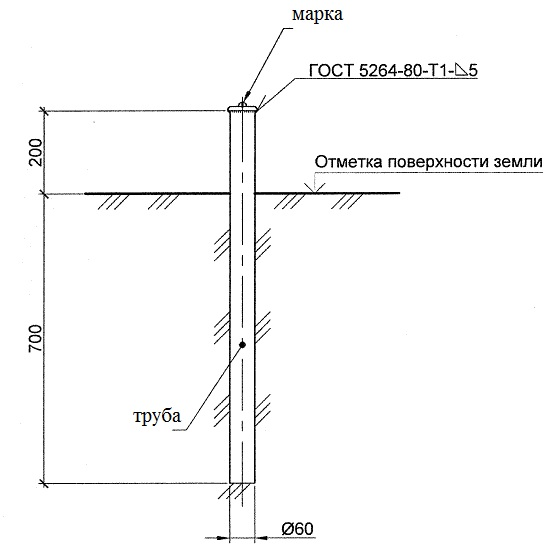 марка
ГОСТ 5264-80-Т1-⊿5
200
Отметка поверхности земли
700
труба
Ø60